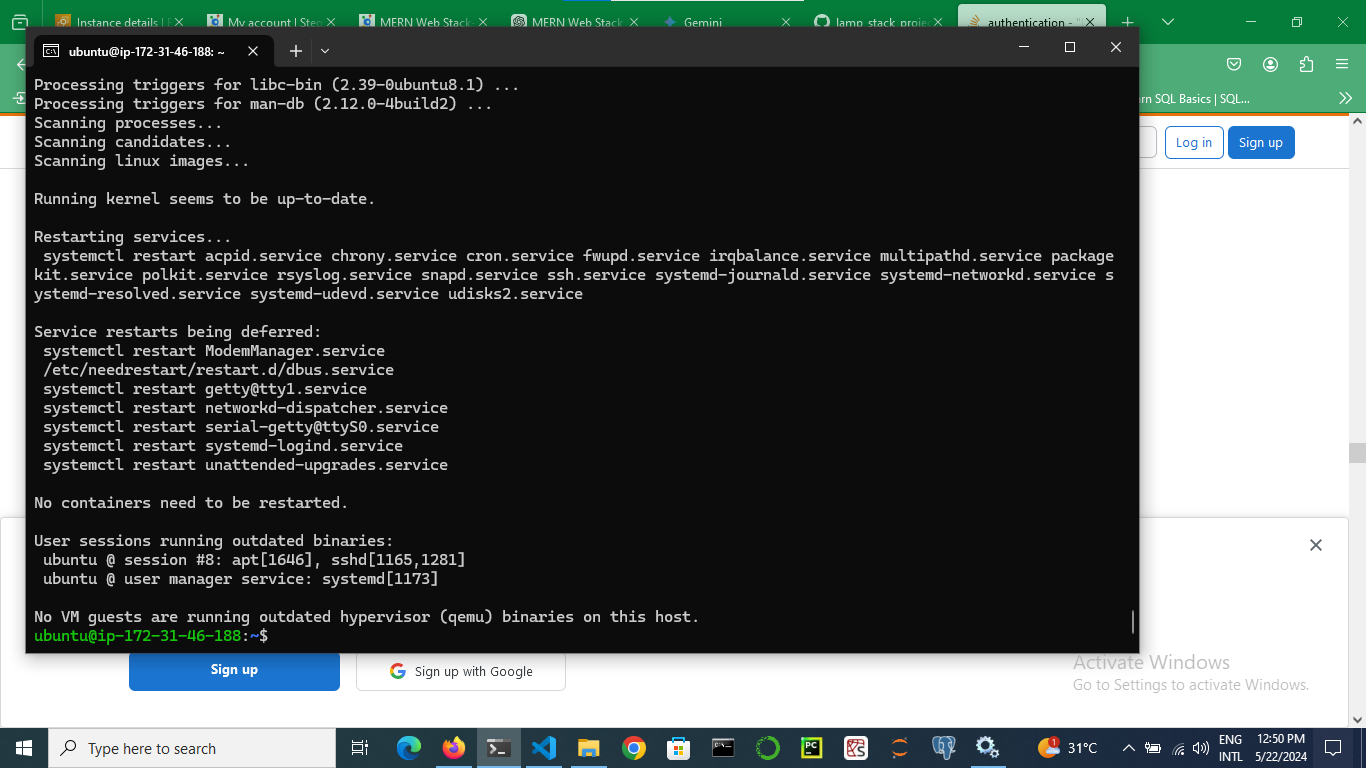 Instance details | E
My account | Steg
MERN Web Stack-
MERN Web Stack
Gemini
lamp_stack_projec
authentication - "
ubuntu@ip-172-31-46-188: ~
rn SQL Basics | SQL...
Log in
Sign up
Processing triggers for libc-bin (2.39-0ubuntu8.1) ...
Processing triggers for man-db (2.12.0-4build2) ...
Scanning processes...
Scanning candidates...
Scanning linux images...
Running kernel seems to be up-to-date.
Restarting services...
systemctl restart acpid.service chrony.service cron.service fwupd.service irqbalance.service multipathd.service package
kit.service polkit.service rsyslog.service snapd.service ssh.service systemd-journald.service systemd-networkd.service s
ystemd-resolved.service systemd-udevd.service udisks2.service
Service restarts being deferred:
systemctl restart ModemManager.service
/etc/needrestart/restart.d/dbus.service
systemctl restart getty@tty1.service
systemctl restart networkd-dispatcher.service
systemctl restart serial-getty@ttyS0.service
systemctl restart systemd-logind.service
systemctl restart unattended-upgrades.service
No containers need to be restarted.
User sessions running outdated binaries:
ubuntu @ session #8: apt[1646], sshd[1165,1281]
ubuntu @ user manager service: systemd[1173]
No VM guests are running outdated hypervisor (qemu) binaries on this host.
ubuntu@ip-172-31-46-188:~$
Sign up
Sign up with Google
Activate Windows
Go to Settings to activate Windows.
Type here to search
31°C
ENG
INTL
12:50 PM
5/22/2024